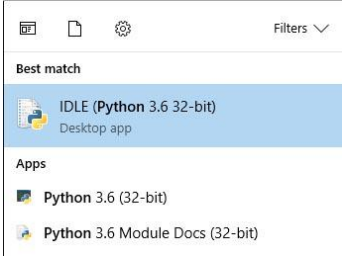 Filters
Best match
IDLE (Python 3.6 32-bit)
Desktop app
Apps
Python 3.6 (32-bit)
Python 3.6 Module Docs (32-bit)